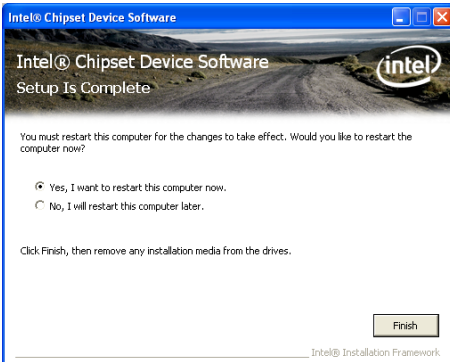 Intel® Chipset Device Software
Intel® Chipset Device Software
Setup Is Complete
intel
You must restart this computer for the changes to take effect. Would you like to restart the
computer now?
Yes, I want to restart this computer now.
No, I will restart this computer later.
Click Finish, then remove any installation media from the drives.
Finish
Intel® Installation Framework